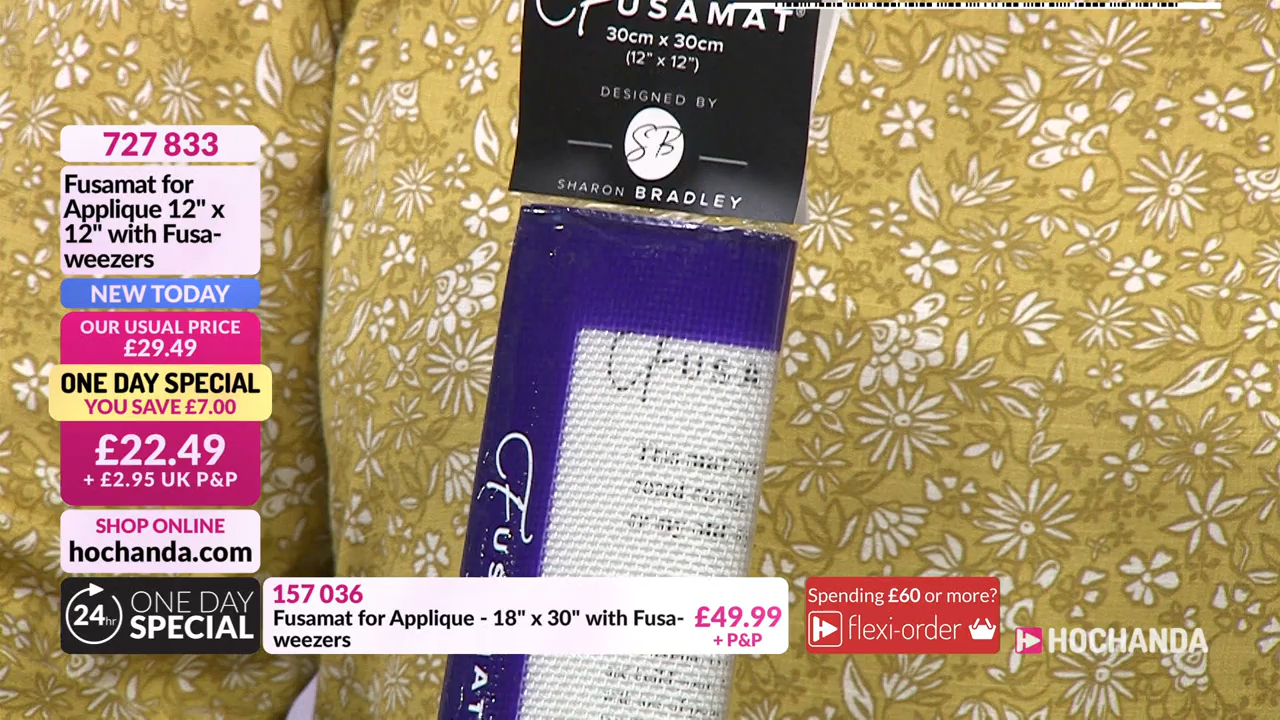 FUSAMAT®
30cm x 30cm
(12" x 12")
DESIGNED BY
SB
SHARON BRADLEY
FUSA
727 833
Fusamat for
Applique 12" x
12" with Fusa-
weezers
NEW TODAY
OUR USUAL PRICE
£29.49
ONE DAY SPECIAL
YOU SAVE £7.00
£22.49
+ £2.95 UK P&P
SHOP ONLINE
hochanda.com
24hr
ONE DAY
SPECIAL
157 036
Fusamat for Applique - 18" x 30" with Fusa-
weezers
£49.99
+ P&P
Spending £60 or more?
flexi-order
HOCHANDA